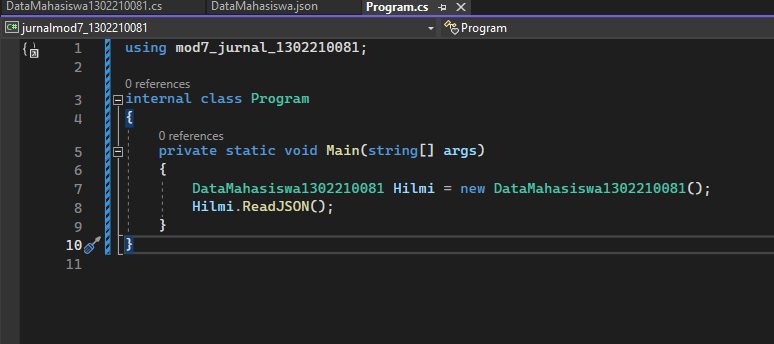 DataMahasiswa1302210081.cs DataMahasiswa.json Program.cs
C# jurnalmod7_1302210081 Program
1 using mod7_jurnal_1302210081;
2
0 references
3 internal class Program
4 {
0 references
5 private static void Main(string[] args)
6 {
7 DataMahasiswa1302210081 Hilmi = new DataMahasiswa1302210081();
8 Hilmi.ReadJSON();
9 }
10 }
11